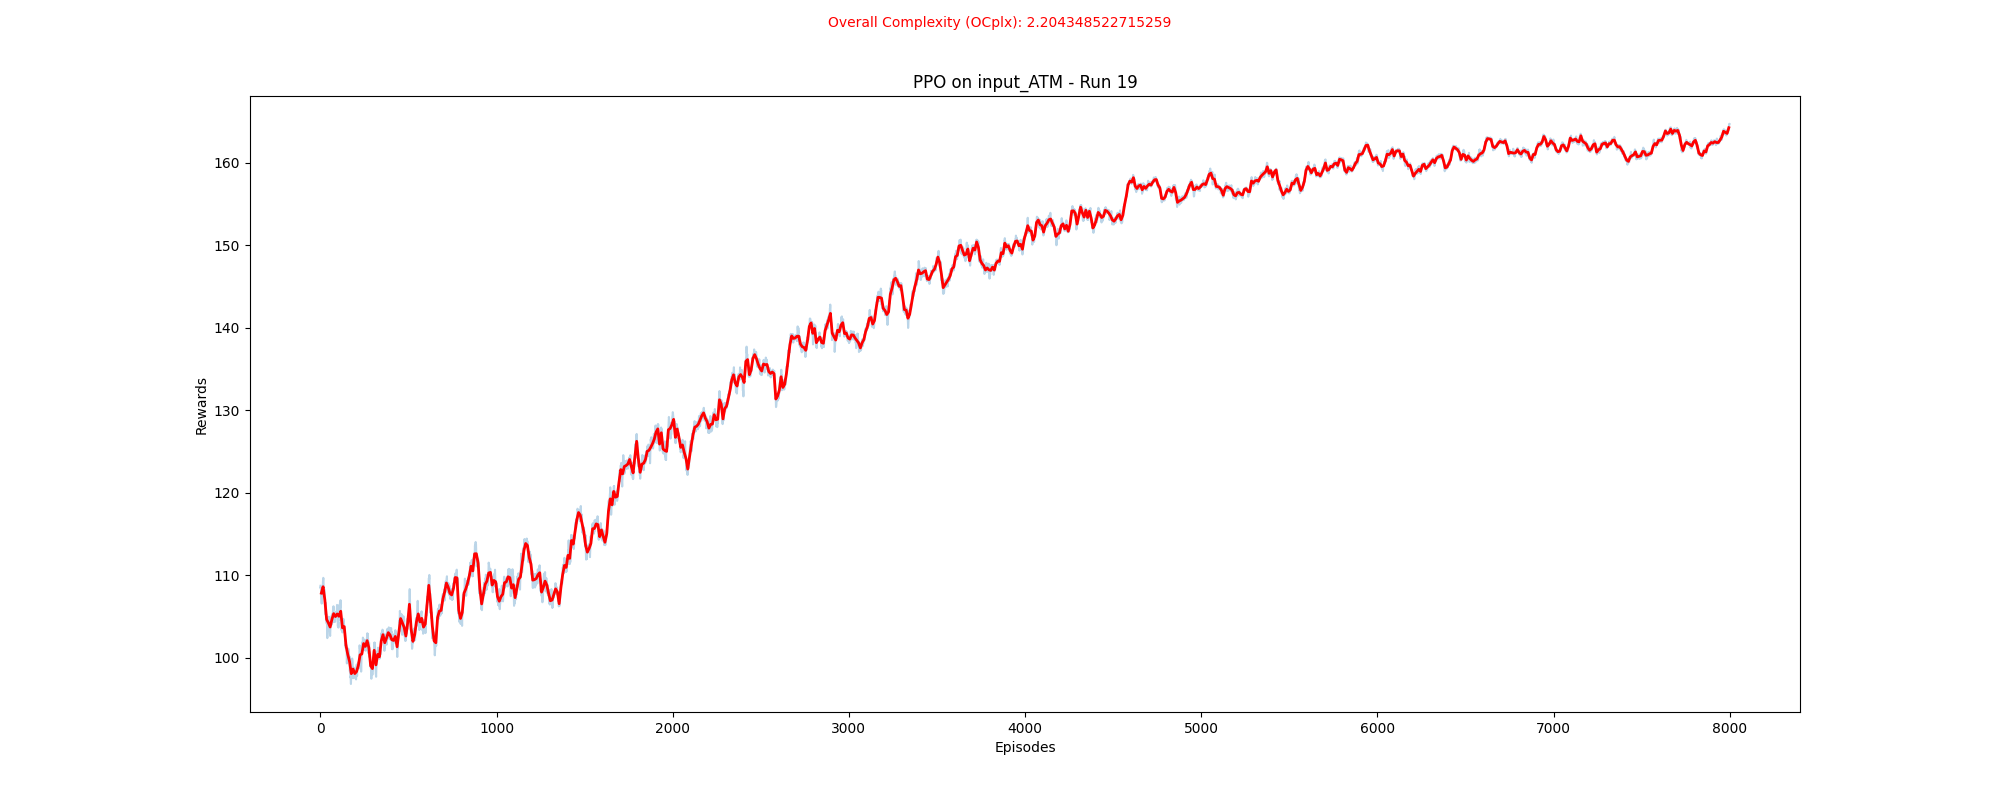 Overall Complexity (OCplx): 2.204348522715259
PPO on input_ATM - Run 19
Rewards
160
150
140
130
120
110
100
0 1000 2000 3000 4000 5000 6000 7000 8000
Episodes